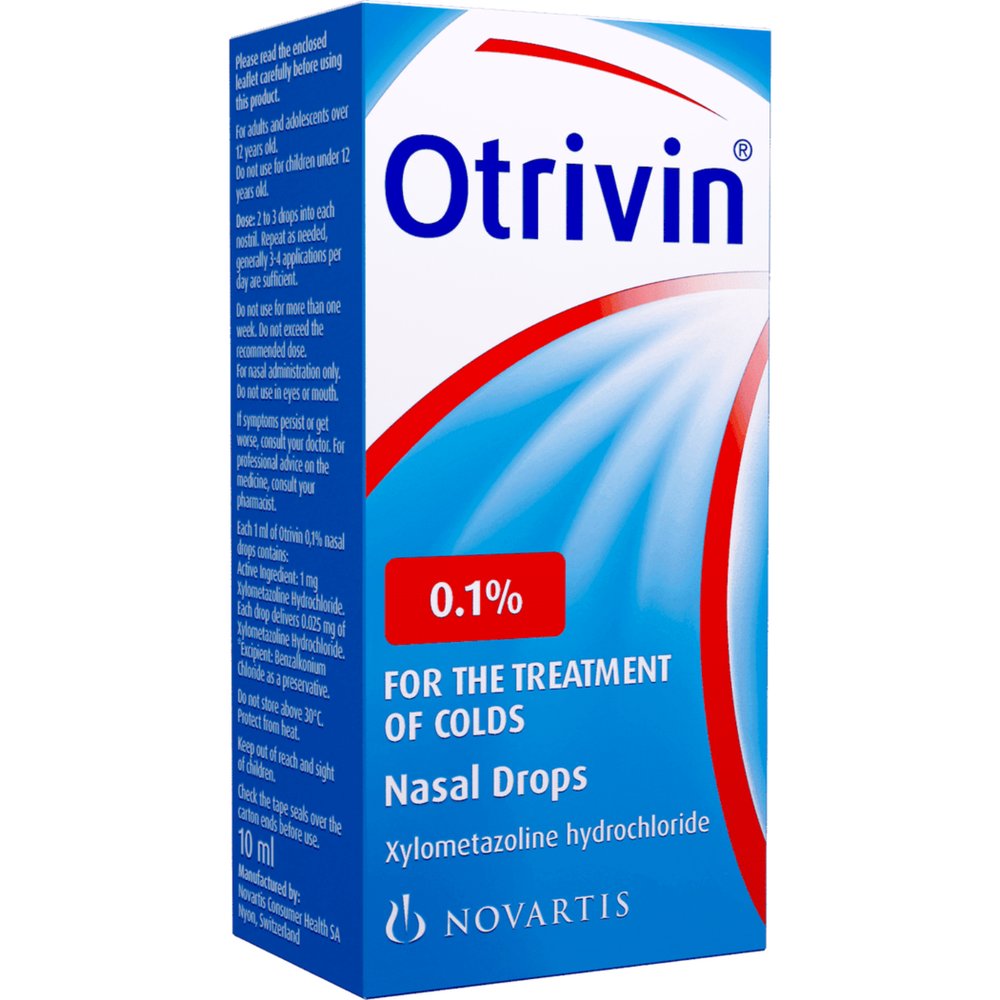 Please read the enclosed
leaflet carefully before using
this product.
For adults and adolescents over
12 years old.
Do not use for children under 12
years old.
Dose: 2 to 3 drops into each
nostril. Repeat as needed,
generally 3-4 applications per
day are sufficient.
Do not use for more than one
week. Do not exceed the
recommended dose.
For nasal administration only.
Do not use in eyes or mouth.
If symptoms persist or get
worse, consult your doctor. For
professional advice on the
medicine, consult your
pharmacist.
Each 1 ml of Otrivin 0,1% nasal
drops contains:
Active Ingredient: 1 mg
Xylometazoline Hydrochloride.
Each drop delivers 0.025 mg of
Xylometazoline Hydrochloride.
*Excipient: Benzalkonium
Chloride as a preservative.
Do not store above 30°C.
Protect from heat.
Keep out of reach and sight
of children.
Check the tape seals over the
carton ends before use.
10 ml
Manufactured by:
Novartis Consumer Health SA
Nyon, Switzerland
Otrivin®
0.1%
FOR THE TREATMENT
OF COLDS
Nasal Drops
Xylometazoline hydrochloride
NOVARTIS